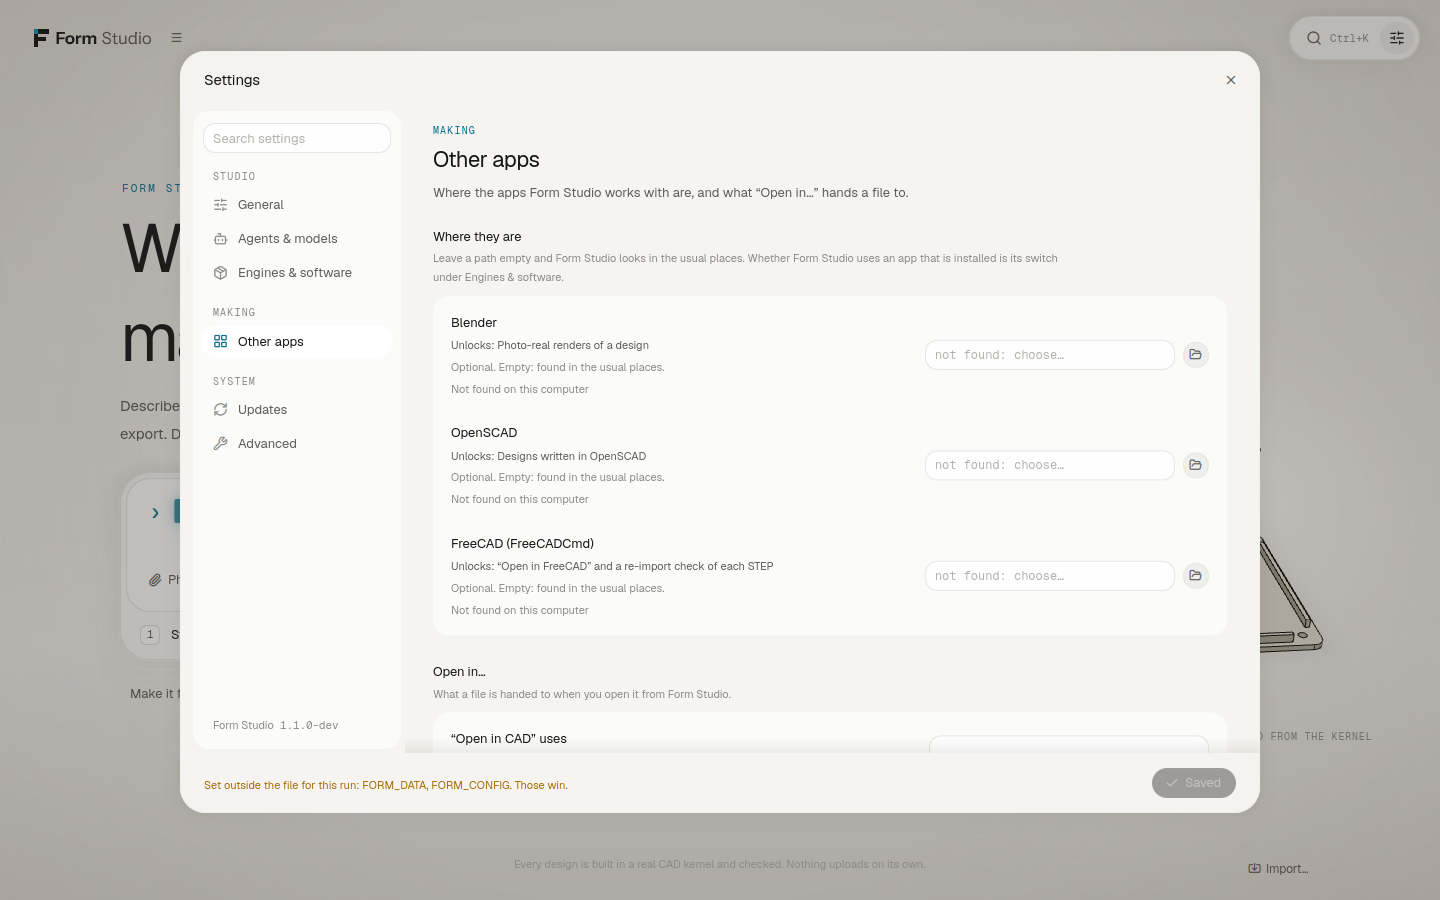 Form Studio
Ctrl+K
Settings
Search settings
STUDIO
General
Agents & models
Engines & software
MAKING
Other apps
SYSTEM
Updates
Advanced
Form Studio 1.1.0-dev
MAKING
Other apps
Where the apps Form Studio works with are, and what “Open in…” hands a file to.
Where they are
Leave a path empty and Form Studio looks in the usual places. Whether Form Studio uses an app that is installed is its switch
under Engines & software.
Blender
Unlocks: Photo-real renders of a design
Optional. Empty: found in the usual places.
Not found on this computer
not found: choose…
OpenSCAD
Unlocks: Designs written in OpenSCAD
Optional. Empty: found in the usual places.
Not found on this computer
not found: choose…
FreeCAD (FreeCADCmd)
Unlocks: “Open in FreeCAD” and a re-import check of each STEP
Optional. Empty: found in the usual places.
Not found on this computer
not found: choose…
Open in…
What a file is handed to when you open it from Form Studio.
“Open in CAD” uses
Set outside the file for this run: FORM_DATA, FORM_CONFIG. Those win.
Saved
FORM ST
W
ma
Describe
export. D
Ph
1
S
Make it f
FROM THE KERNEL
Every design is built in a real CAD kernel and checked. Nothing uploads on its own.
Import…